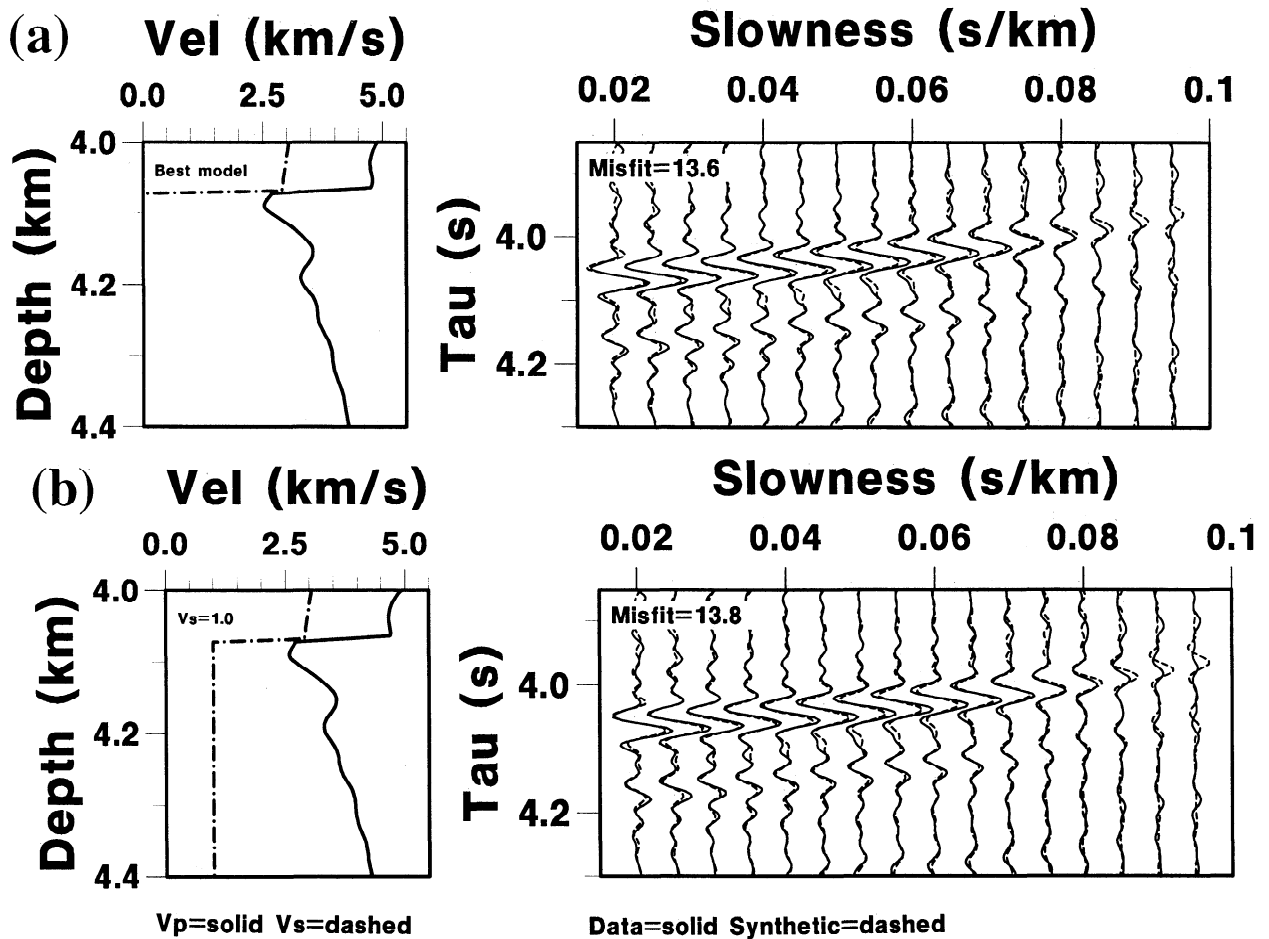 (a) Vel (km/s) Slowness (s/km)
0.0 2.5 5.0 0.02 0.04 0.06 0.08 0.1
4.0
Best model
Misfit=13.6
Depth (km)
Tau (s)
4.0
4.2
4.2
4.4
(b) Vel (km/s) Slowness (s/km)
0.0 2.5 5.0 0.02 0.04 0.06 0.08 0.1
4.0
Vs=1.0
Misfit=13.8
Depth (km)
Tau (s)
4.0
4.2
4.2
4.4
Vp=solid Vs=dashed Data=solid Synthetic=dashed